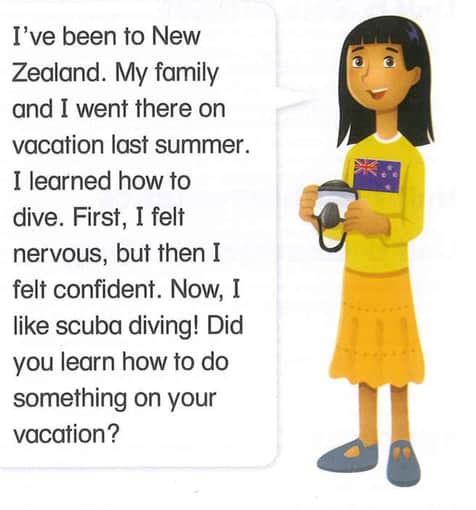 I've been to New
Zealand. My family
and I went there on
vacation last summer.
I learned how to
dive. First, I felt
nervous, but then I
felt confident. Now, I
like scuba diving! Did
you learn how to do
something on your
vacation?